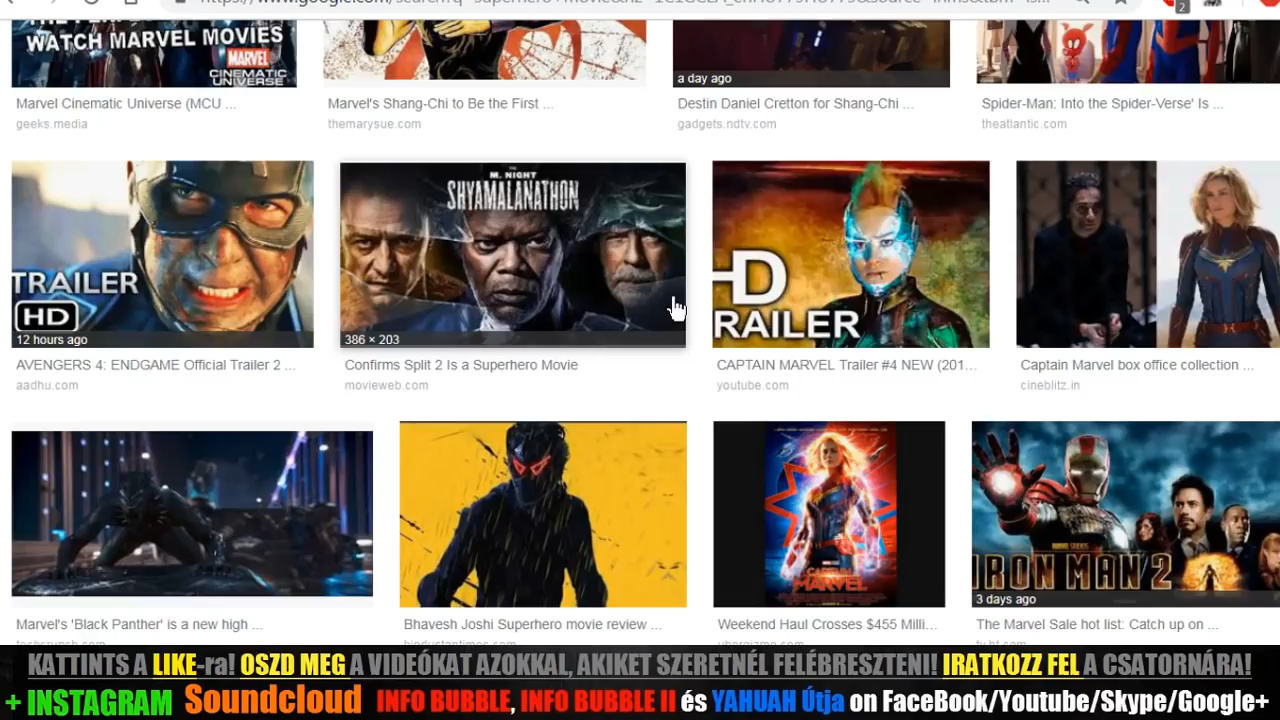 WATCH MARVEL MOVIES
MARVEL
CINEMATIC
UNIVERSE
a day ago
Marvel Cinematic Universe (MCU ...
Marvel's Shang-Chi to Be the First ...
Destin Daniel Cretton for Shang-Chi ...
Spider-Man: Into the Spider-Verse' Is ...
geeks.media
themarysue.com
gadgets.ndtv.com
theatlantic.com
TRAILER
HD
12 hours ago
M. NIGHT
SHYAMALANATHON
386 × 203
HD
TRAILER
AVENGERS 4: ENDGAME Official Trailer 2 ...
Confirms Split 2 Is a Superhero Movie
CAPTAIN MARVEL Trailer #4 NEW (201...
Captain Marvel box office collection ...
aadhu.com
movieweb.com
youtube.com
cineblitz.in
CAPTAIN
MARVEL
IRON MAN 2
3 days ago
Marvel's 'Black Panther' is a new high ...
Bhavesh Joshi Superhero movie review ...
Weekend Haul Crosses $455 Milli...
The Marvel Sale hot list: Catch up on ...
KATTINTS A LIKE-ra! OSZD MEG A VIDEÓKAT AZOKKAL, AKIKET SZERETNÉL FELÉBRESZTENI! IRATKOZZ FEL A CSATORNÁRA!
+ INSTAGRAM Soundcloud INFO BUBBLE, INFO BUBBLE II és YAHUAH Útja on FaceBook/Youtube/Skype/Google+